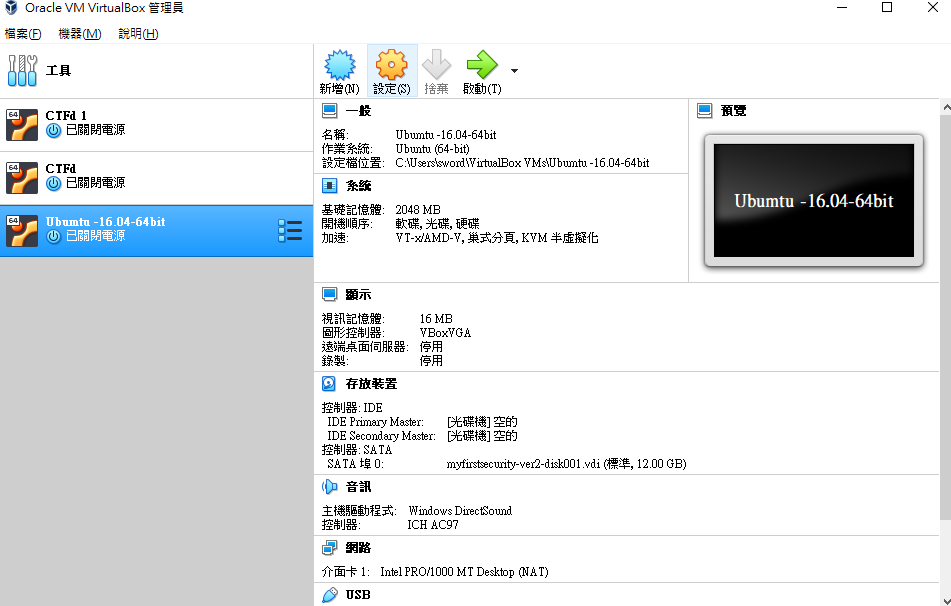 Oracle VM VirtualBox 管理員
檔案(F) 機器(M) 說明(H)
工具
新增(N) 設定(S) 捨棄 啟動(T)
64 CTFd 1
已關閉電源
64 CTFd
已關閉電源
64 Ubumtu -16.04-64bit
已關閉電源
一般
名稱: Ubumtu -16.04-64bit
作業系統: Ubuntu (64-bit)
設定檔位置: C:\Users\sword\VirtualBox VMs\Ubumtu -16.04-64bit
系統
基礎記憶體: 2048 MB
開機順序: 軟碟, 光碟, 硬碟
加速: VT-x/AMD-V, 巢式分頁, KVM 半虛擬化
預覽
Ubumtu -16.04-64bit
顯示
視訊記憶體: 16 MB
圖形控制器: VBoxVGA
遠端桌面伺服器: 停用
錄製: 停用
存放裝置
控制器: IDE
IDE Primary Master: [光碟機] 空的
IDE Secondary Master: [光碟機] 空的
控制器: SATA
SATA 埠 0: myfirstsecurity-ver2-disk001.vdi (標準, 12.00 GB)
音訊
主機驅動程式: Windows DirectSound
控制器: ICH AC97
網路
介面卡 1: Intel PRO/1000 MT Desktop (NAT)
USB